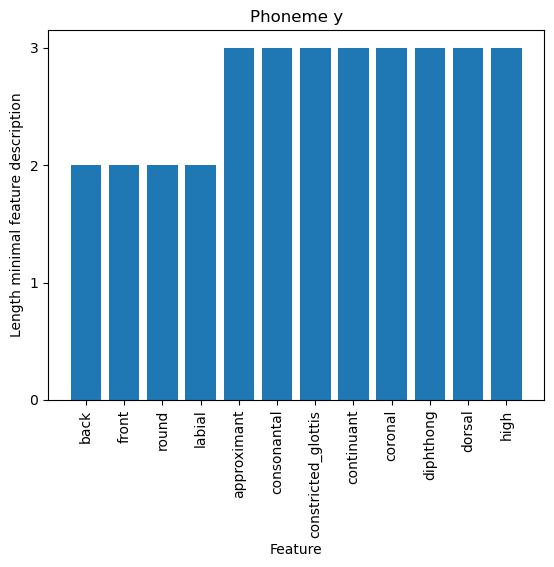 Phoneme y
Length minimal feature description
3
2
1
0
back
front
round
labial
approximant
consonantal
constricted_glottis
continuant
coronal
diphthong
dorsal
high
Feature